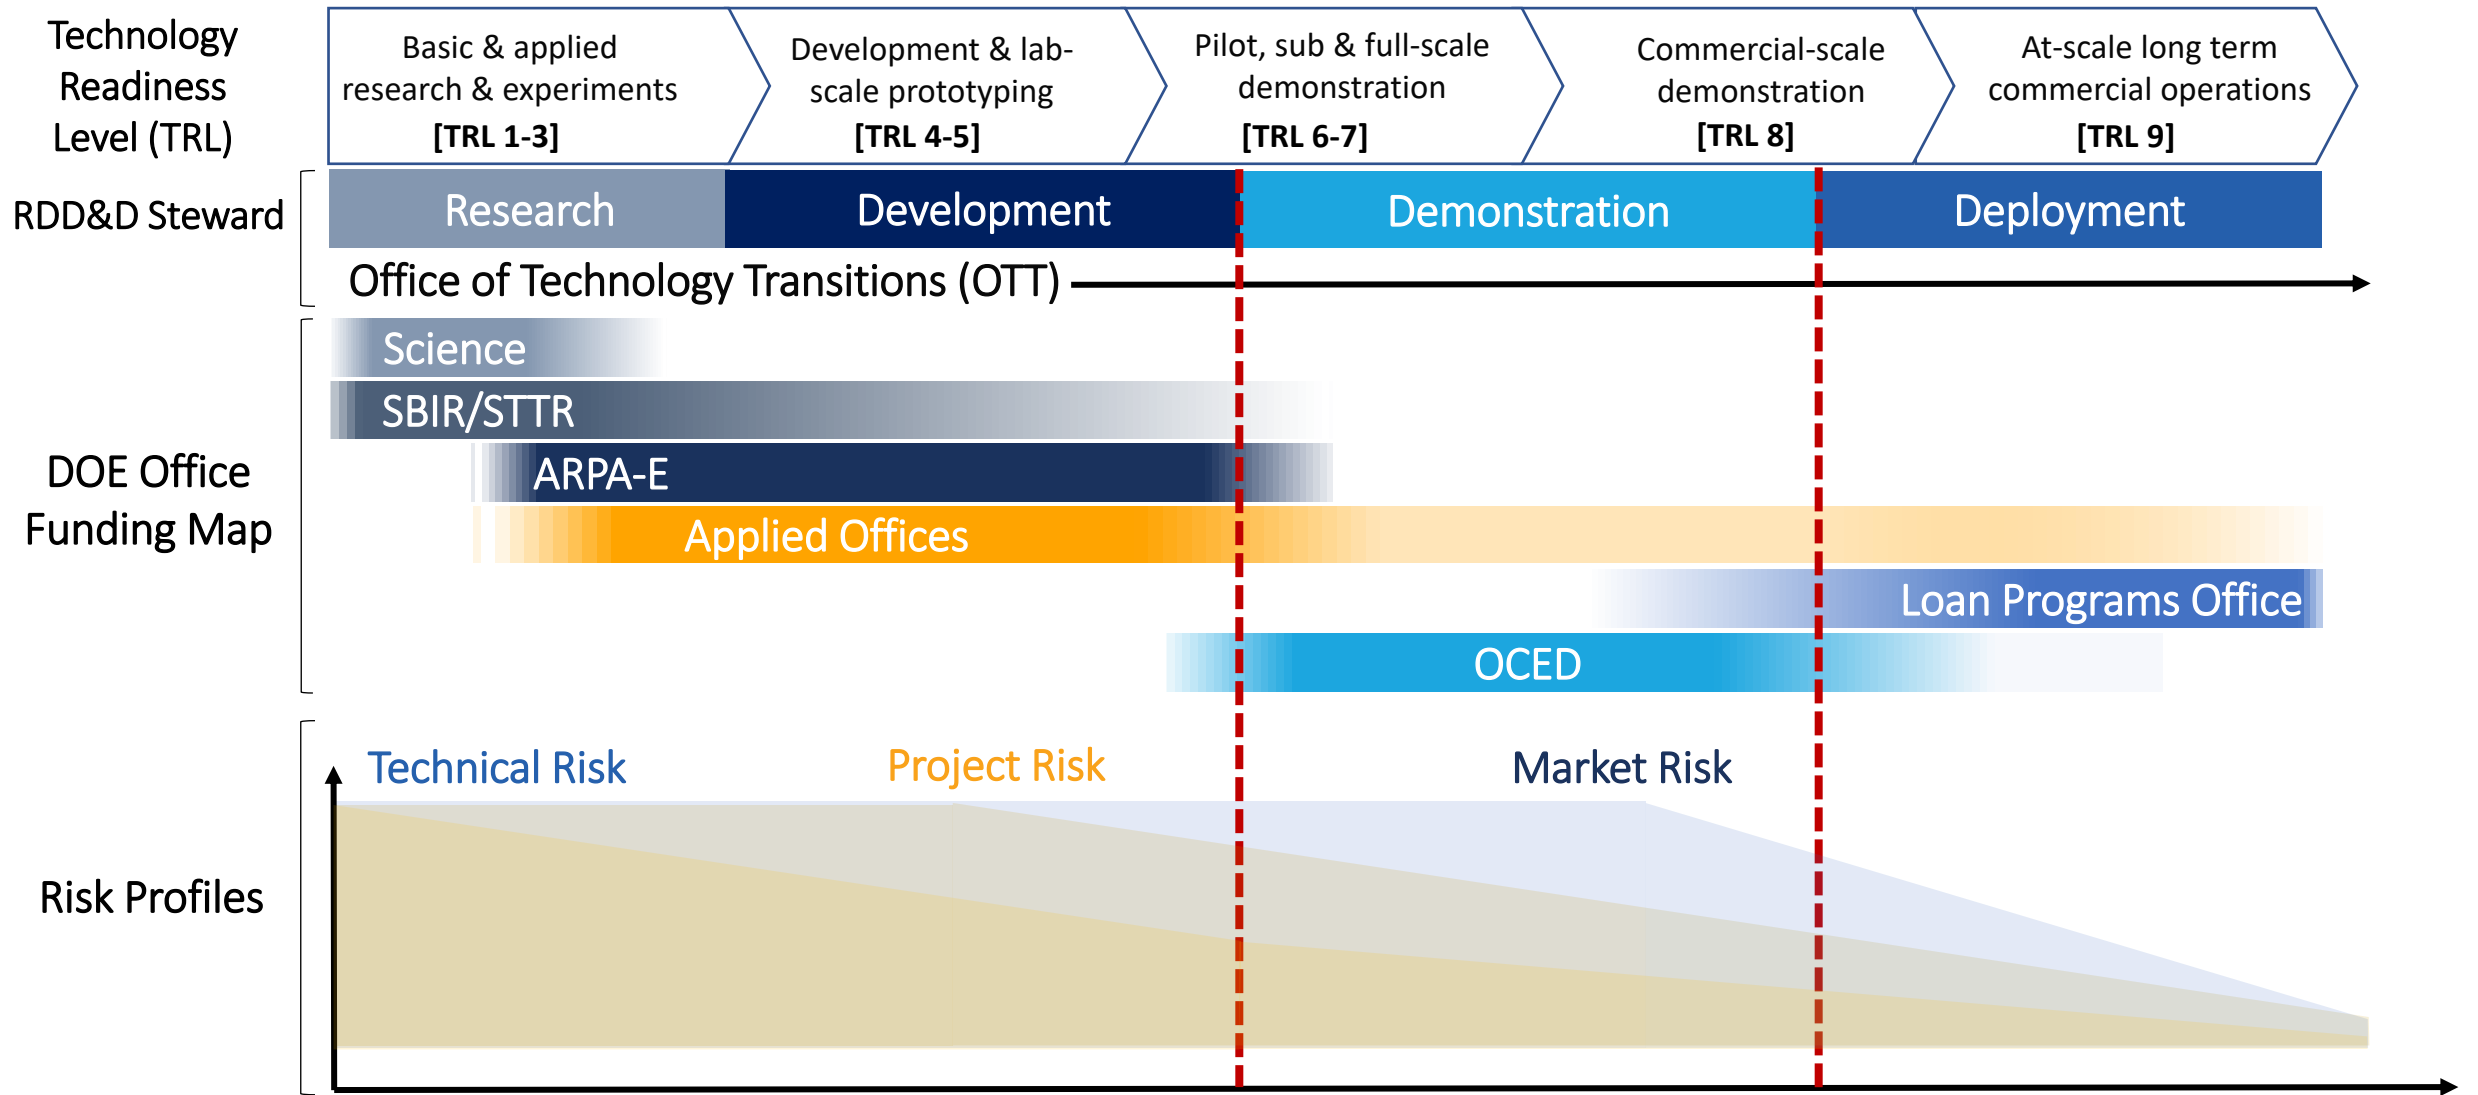 Technology
Readiness
Level (TRL)
Basic & applied
research & experiments
[TRL 1-3]
Development & lab-
scale prototyping
[TRL 4-5]
Pilot, sub & full-scale
demonstration
[TRL 6-7]
Commercial-scale
demonstration
[TRL 8]
At-scale long term
commercial operations
[TRL 9]
RDD&D Steward
Research
Development
Demonstration
Deployment
Office of Technology Transitions (OTT)
DOE Office
Funding Map
Science
SBIR/STTR
ARPA-E
Applied Offices
Loan Programs Office
OCED
Risk Profiles
Technical Risk
Project Risk
Market Risk